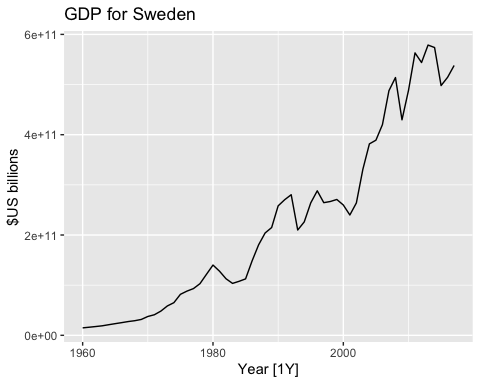 GDP for Sweden
6e+11
4e+11
2e+11
0e+00
$US billions
1960
1980
2000
Year [1Y]